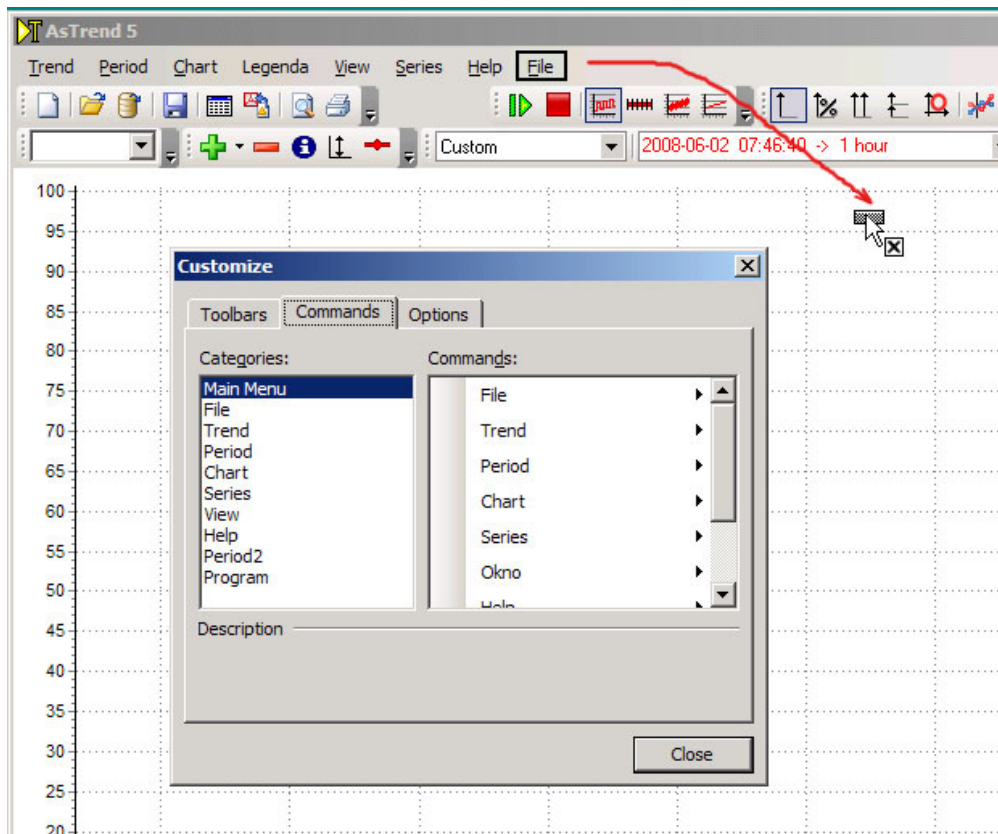 AsTrend 5
Trend Period Chart Legenda View Series Help File
Custom 2008-06-02 07:46:40 -> 1 hour
100
95
90
85
80
75
70
65
60
55
50
45
40
35
30
25
20
Customize
Toolbars Commands Options
Categories: Commands:
Main Menu
File
Trend
Period
Chart
Series
View
Help
Period2
Program
File
Trend
Period
Chart
Series
Okno
Help
Description
Close